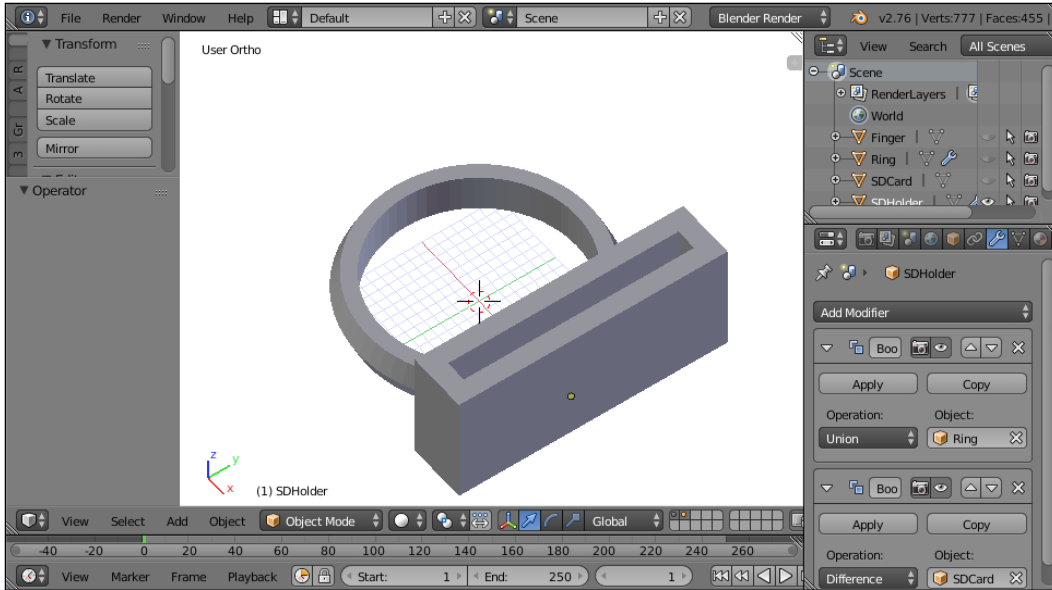 File Render Window Help Default Scene Blender Render v2.76 | Verts:777 | Faces:455 |
Transform
Translate
Rotate
Scale
Mirror
Operator
A R
Gr
User Ortho
z
y
x
(1) SDHolder
View Search All Scenes
Scene
RenderLayers |
World
Finger |
Ring |
SDCard |
SDHolder |
SDHolder
Add Modifier
Boo
Apply Copy
Operation: Object:
Union Ring
Boo
Apply Copy
Operation: Object:
Difference SDCard
View Select Add Object Object Mode Global
-40 -20 0 20 40 60 80 100 120 140 160 180 200 220 240 260
View Marker Frame Playback Start: 1 End: 250 1